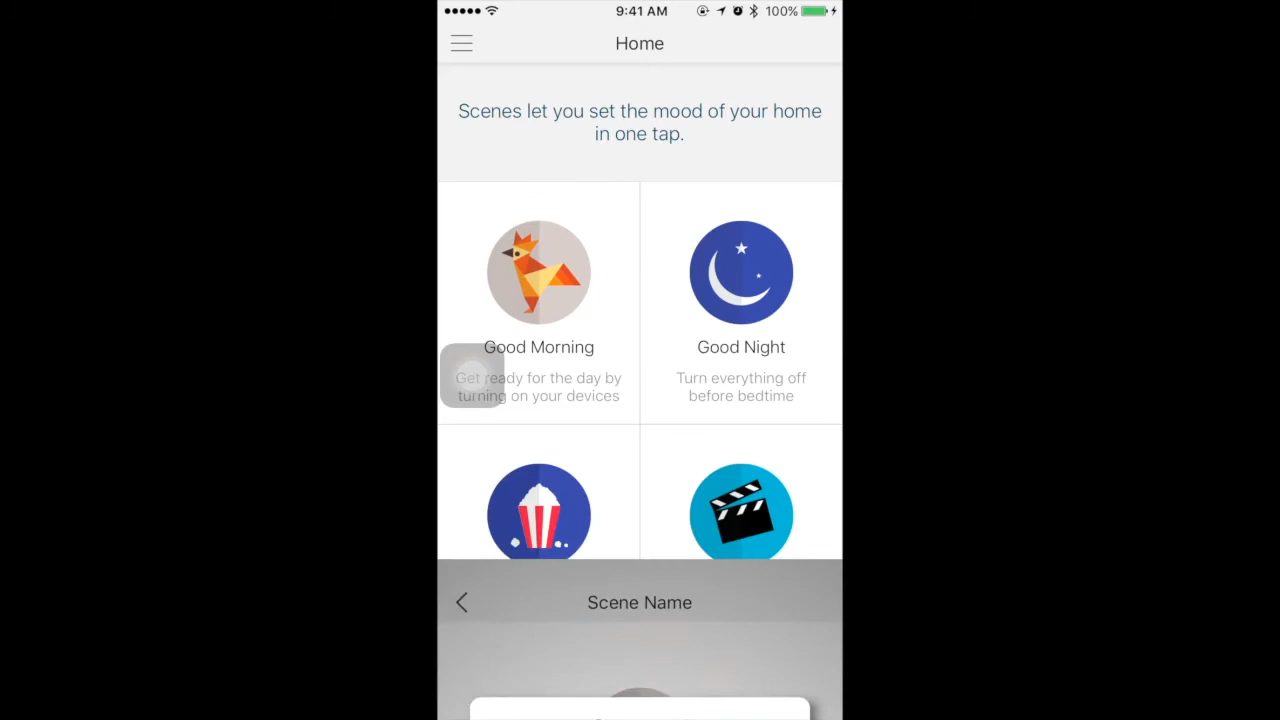 9:41 AM 100%
Home
Scenes let you set the mood of your home
in one tap.
Good Morning
Get ready for the day by
turning on your devices
Good Night
Turn everything off
before bedtime
Scene Name